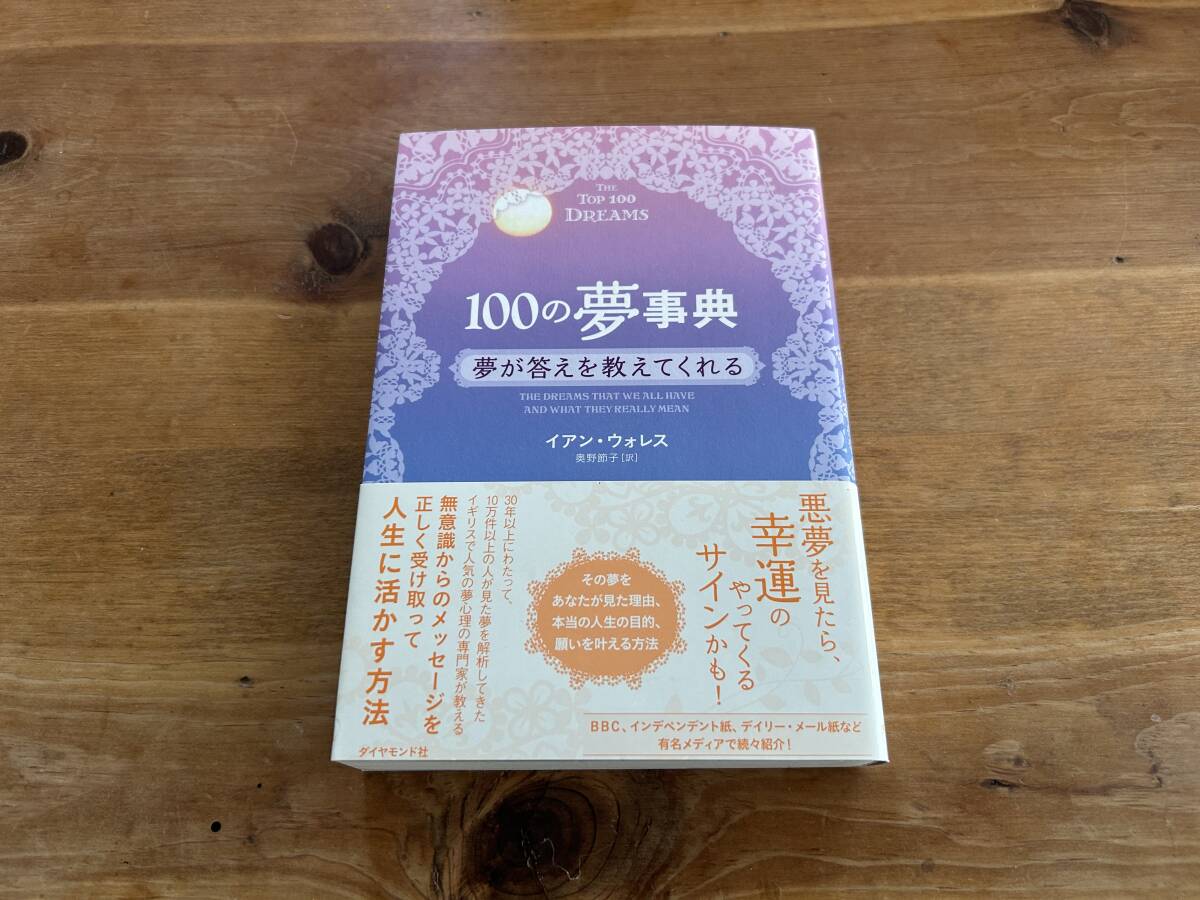 THE
TOP 100
DREAMS
100の夢事典
夢が答えを教えてくれる
THE DREAMS THAT WE ALL HAVE
AND WHAT THEY REALLY MEAN
イアン・ウォレス
奥野節子[訳]
悪夢を見たら、
幸運の
やってくる
サインかも!
その夢を
あなたが見た理由、
本当の人生の目的、
願いを叶える方法
30年以上にわたって、
10万件以上の人が見た夢を解析してきた
イギリスで人気の夢心理の専門家が教える
無意識からのメッセージを
正しく受け取って
人生に活かす方法
BBC、インデペンデント紙、デイリー・メール紙など
有名メディアで続々紹介!
ダイヤモンド社